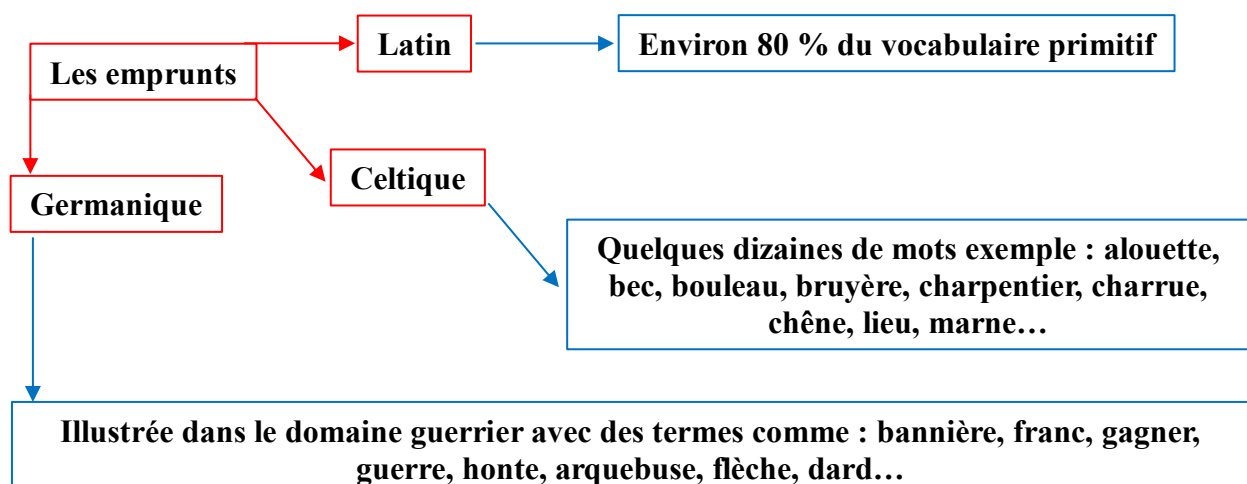 Les emprunts
Latin
Environ 80 % du vocabulaire primitif
Germanique
Celtique
Quelques dizaines de mots exemple : alouette,
bec, bouleau, bruyère, charpentier, charrue,
chêne, lieu, marne…
Illustrée dans le domaine guerrier avec des termes comme : bannière, franc, gagner,
guerre, honte, arquebuse, flèche, dard…